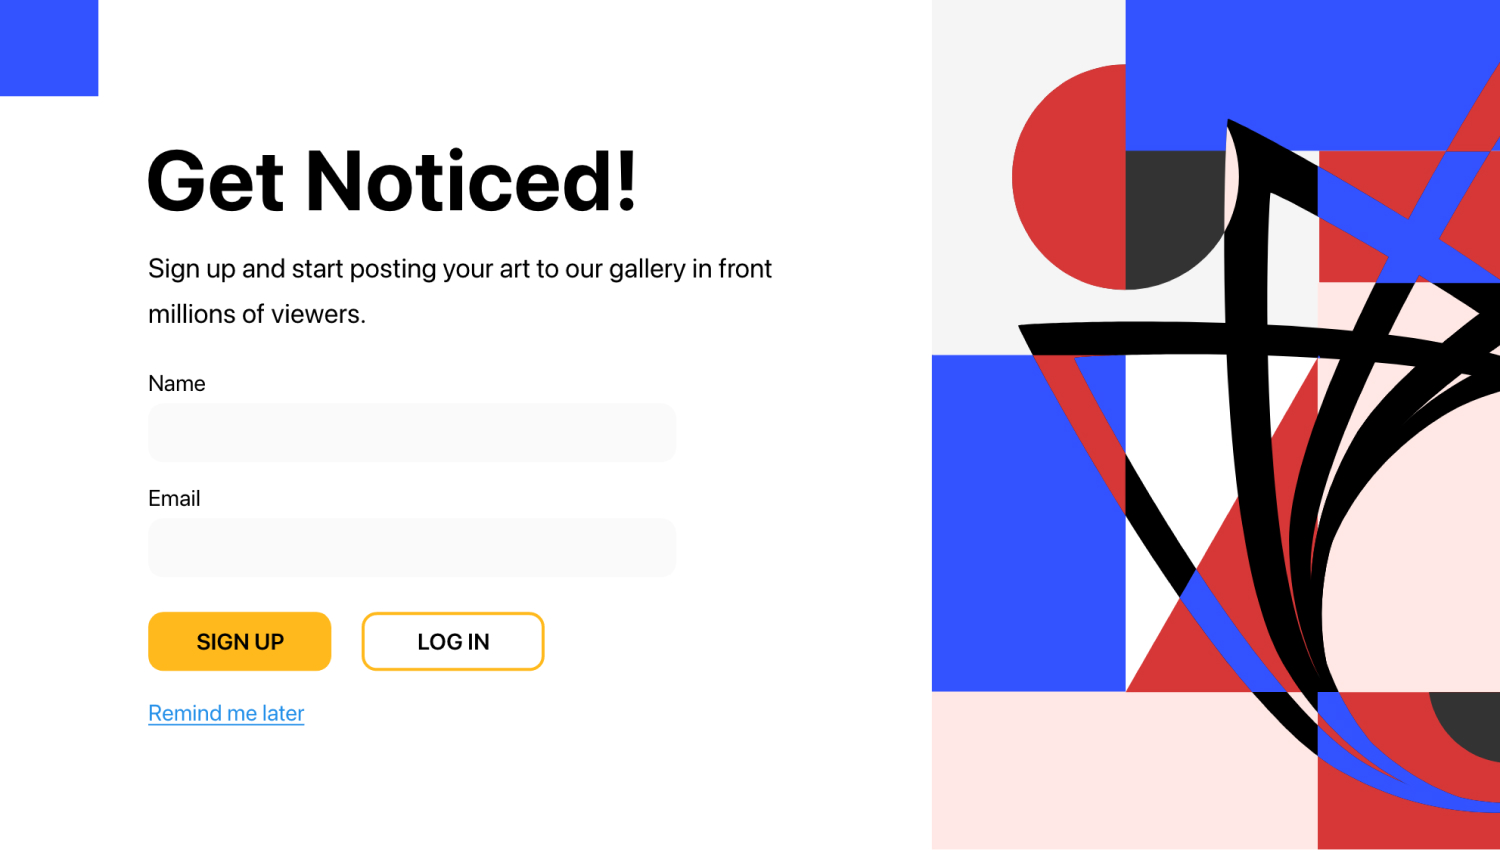 Get Noticed!
Sign up and start posting your art to our gallery in front
millions of viewers.
Name
Email
SIGN UP
LOG IN
Remind me later